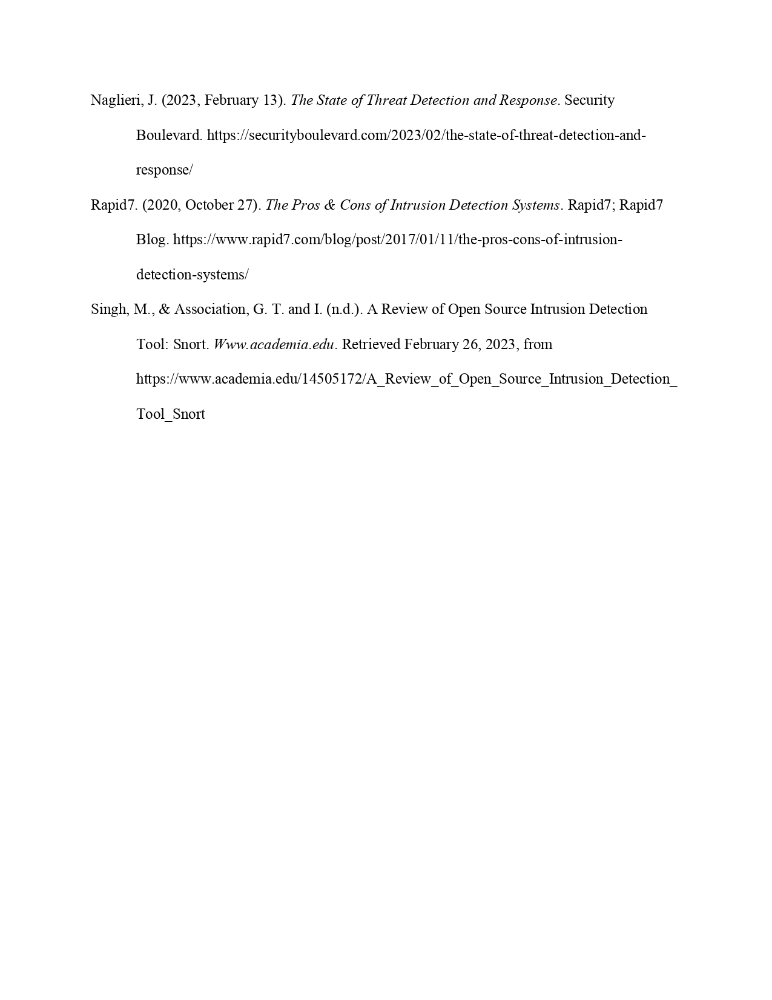 Naglieri, J. (2023, February 13). The State of Threat Detection and Response. Security
Boulevard. https://securityboulevard.com/2023/02/the-state-of-threat-detection-and-
response/
Rapid7. (2020, October 27). The Pros & Cons of Intrusion Detection Systems. Rapid7; Rapid7
Blog. https://www.rapid7.com/blog/post/2017/01/11/the-pros-cons-of-intrusion-
detection-systems/
Singh, M., & Association, G. T. and I. (n.d.). A Review of Open Source Intrusion Detection
Tool: Snort. Www.academia.edu. Retrieved February 26, 2023, from
https://www.academia.edu/14505172/A_Review_of_Open_Source_Intrusion_Detection_
Tool_Snort